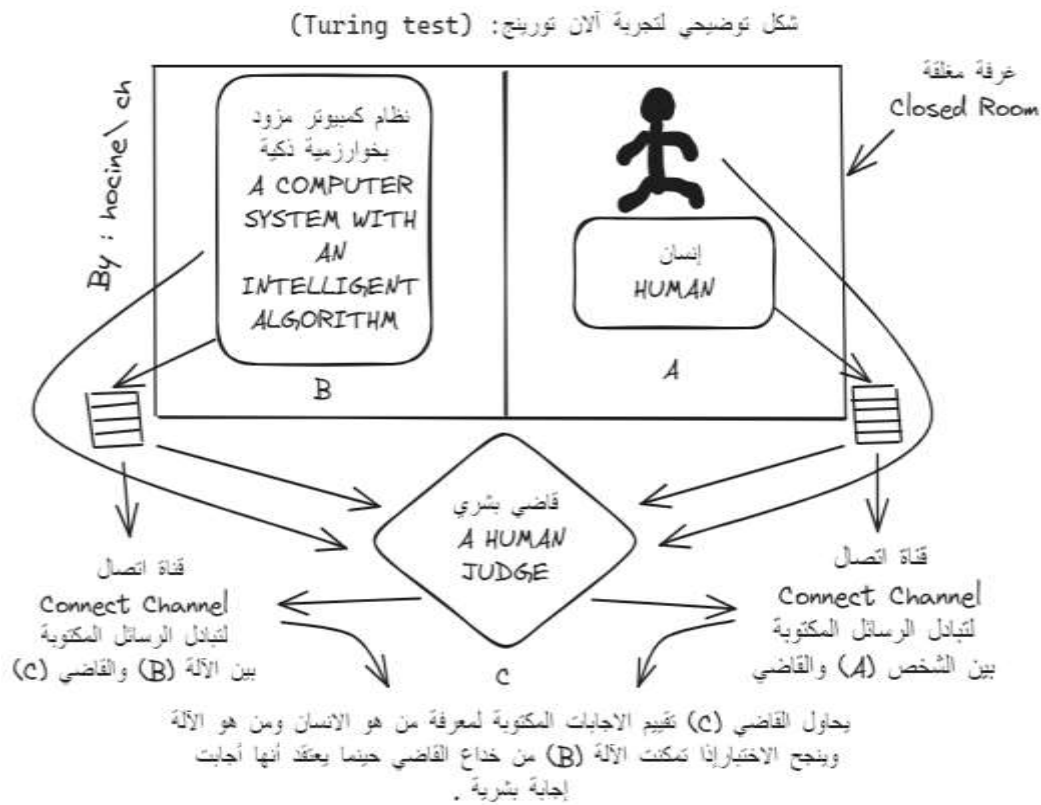 شكل توضيحي لتجربة آلان تورينج: (Turing test)
غرفة مغلقة
Closed Room
By : hocine\ ch
نظام كمبيوتر مزود
بخوارزمية ذكية
A COMPUTER
SYSTEM WITH
AN
INTELLIGENT
ALGORITHM
B
إنسان
HUMAN
A
قاضي بشري
A HUMAN
JUDGE
C
قناة اتصال
Connect Channel
لتبادل الرسائل المكتوبة
بين الشخص (A) والقاضي
قناة اتصال
Connect Channel
لتبادل الرسائل المكتوبة
بين الآلة (B) والقاضي (C)
يحاول القاضي (C) تقييم الاجابات المكتوبة لمعرفة من هو الانسان ومن هو الآلة
وينجح الاختبارإذا تمكنت الآلة (B) من خداع القاضي حينما يعتقد أنها أجابت
إجابة بشرية .